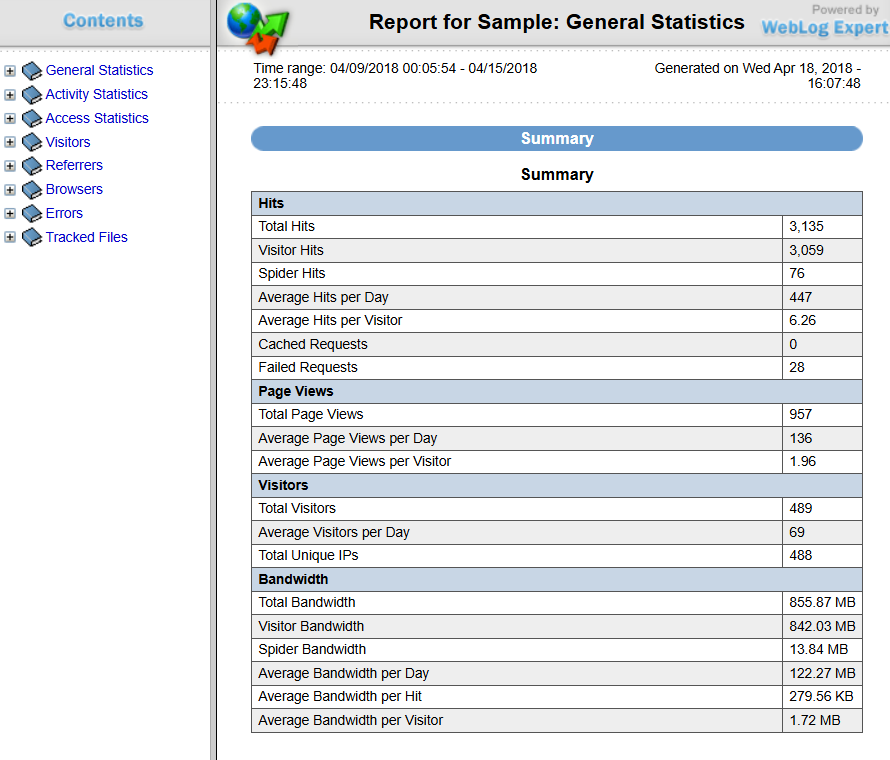 Contents
General Statistics
Activity Statistics
Access Statistics
Visitors
Referrers
Browsers
Errors
Tracked Files
Report for Sample: General Statistics
Powered by
WebLog Expert
Time range: 04/09/2018 00:05:54 - 04/15/2018
23:15:48
Generated on Wed Apr 18, 2018 -
16:07:48
Summary
Summary
Hits
Total Hits 3,135
Visitor Hits 3,059
Spider Hits 76
Average Hits per Day 447
Average Hits per Visitor 6.26
Cached Requests 0
Failed Requests 28
Page Views
Total Page Views 957
Average Page Views per Day 136
Average Page Views per Visitor 1.96
Visitors
Total Visitors 489
Average Visitors per Day 69
Total Unique IPs 488
Bandwidth
Total Bandwidth 855.87 MB
Visitor Bandwidth 842.03 MB
Spider Bandwidth 13.84 MB
Average Bandwidth per Day 122.27 MB
Average Bandwidth per Hit 279.56 KB
Average Bandwidth per Visitor 1.72 MB